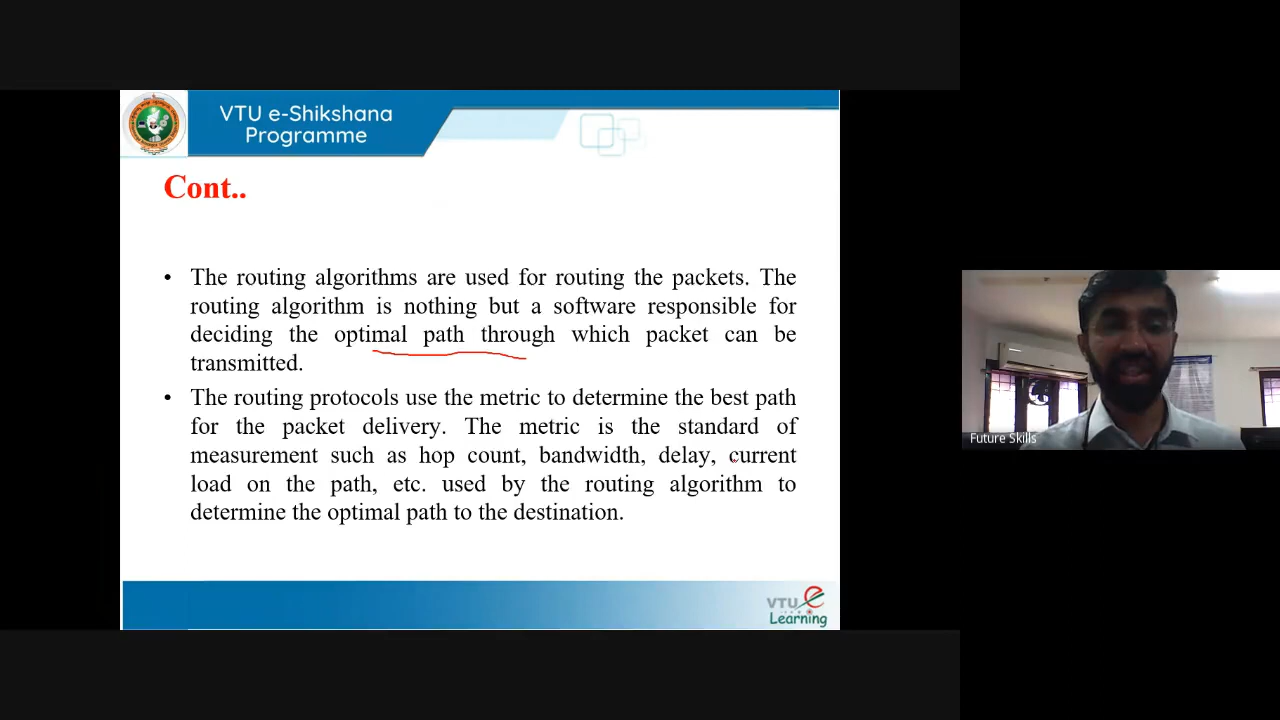 VTU e-Shikshana
Programme
Cont..
• The routing algorithms are used for routing the packets. The
routing algorithm is nothing but a software responsible for
deciding the optimal path through which packet can be
transmitted.
• The routing protocols use the metric to determine the best path
for the packet delivery. The metric is the standard of
measurement such as hop count, bandwidth, delay, current
load on the path, etc. used by the routing algorithm to
determine the optimal path to the destination.
Future Skills
VTU e
Learning